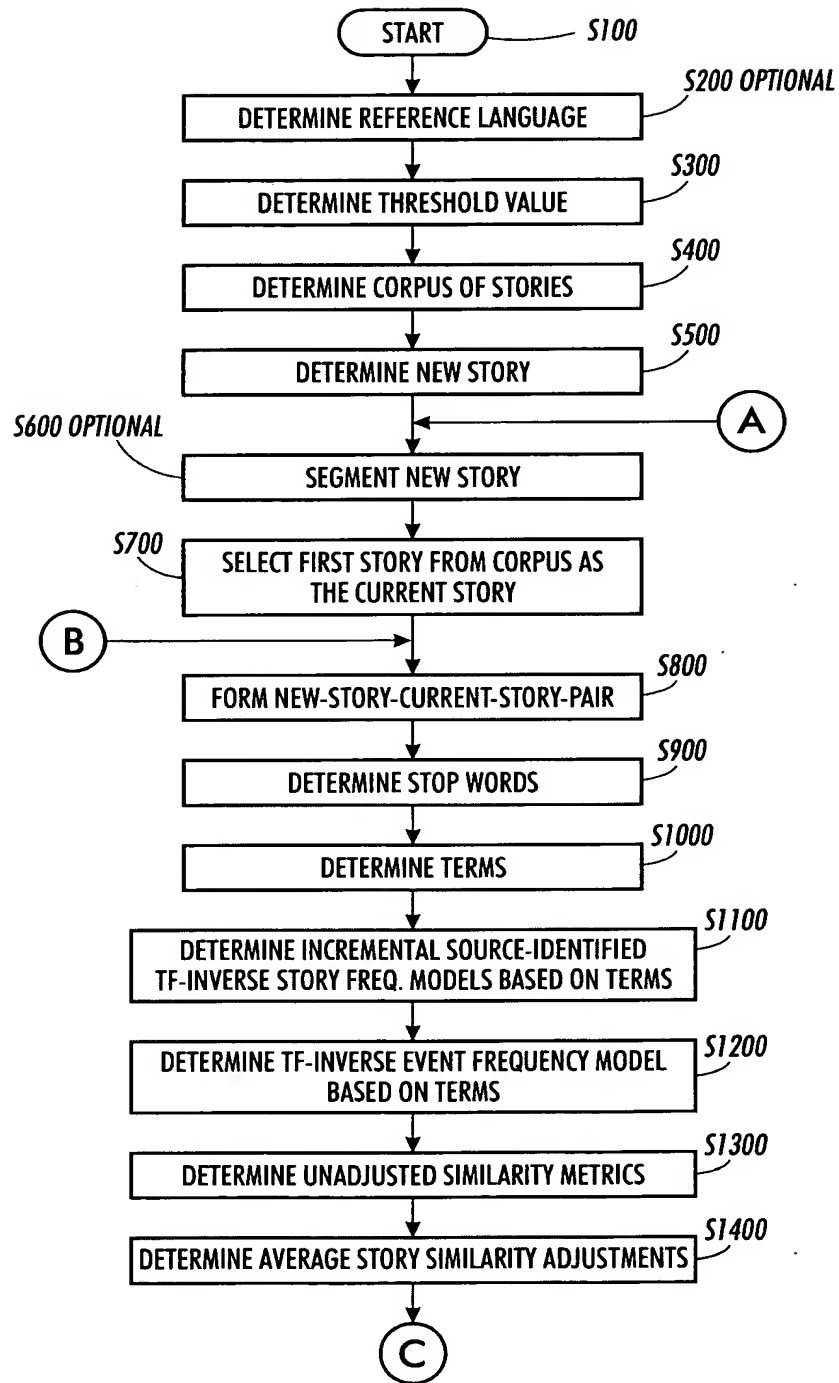 START
S100
S200 OPTIONAL
DETERMINE REFERENCE LANGUAGE
S300
DETERMINE THRESHOLD VALUE
S400
DETERMINE CORPUS OF STORIES
S500
DETERMINE NEW STORY
A
S600 OPTIONAL
SEGMENT NEW STORY
S700
SELECT FIRST STORY FROM CORPUS AS
THE CURRENT STORY
B
S800
FORM NEW-STORY-CURRENT-STORY-PAIR
S900
DETERMINE STOP WORDS
S1000
DETERMINE TERMS
S1100
DETERMINE INCREMENTAL SOURCE-IDENTIFIED
TF-INVERSE STORY FREQ. MODELS BASED ON TERMS
S1200
DETERMINE TF-INVERSE EVENT FREQUENCY MODEL
BASED ON TERMS
S1300
DETERMINE UNADJUSTED SIMILARITY METRICS
S1400
DETERMINE AVERAGE STORY SIMILARITY ADJUSTMENTS
C